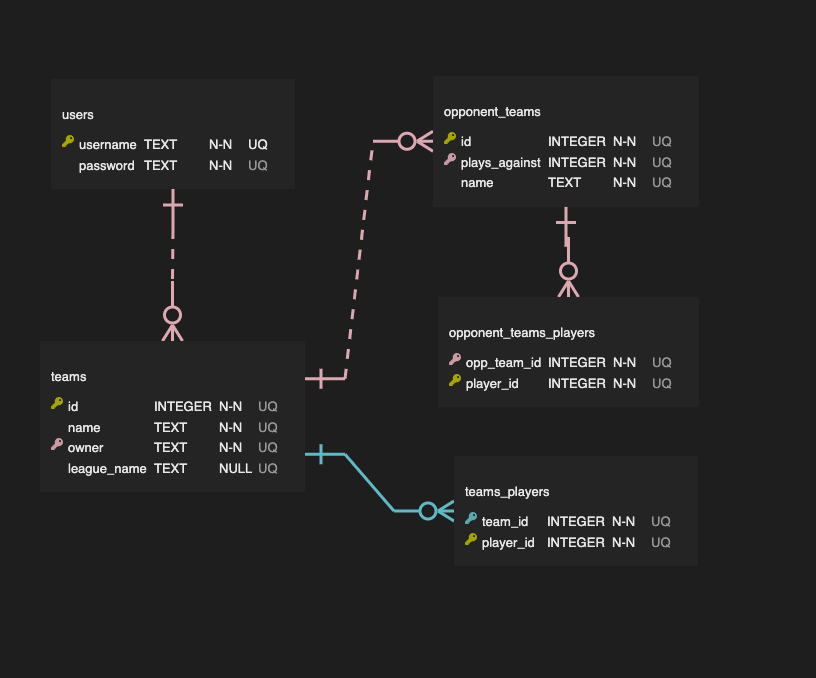 users
username TEXT N-N UQ
password TEXT N-N UQ
opponent_teams
id INTEGER N-N UQ
plays_against INTEGER N-N UQ
name TEXT N-N UQ
opponent_teams_players
opp_team_id INTEGER N-N UQ
player_id INTEGER N-N UQ
teams
id INTEGER N-N UQ
name TEXT N-N UQ
owner TEXT N-N UQ
league_name TEXT NULL UQ
teams_players
team_id INTEGER N-N UQ
player_id INTEGER N-N UQ